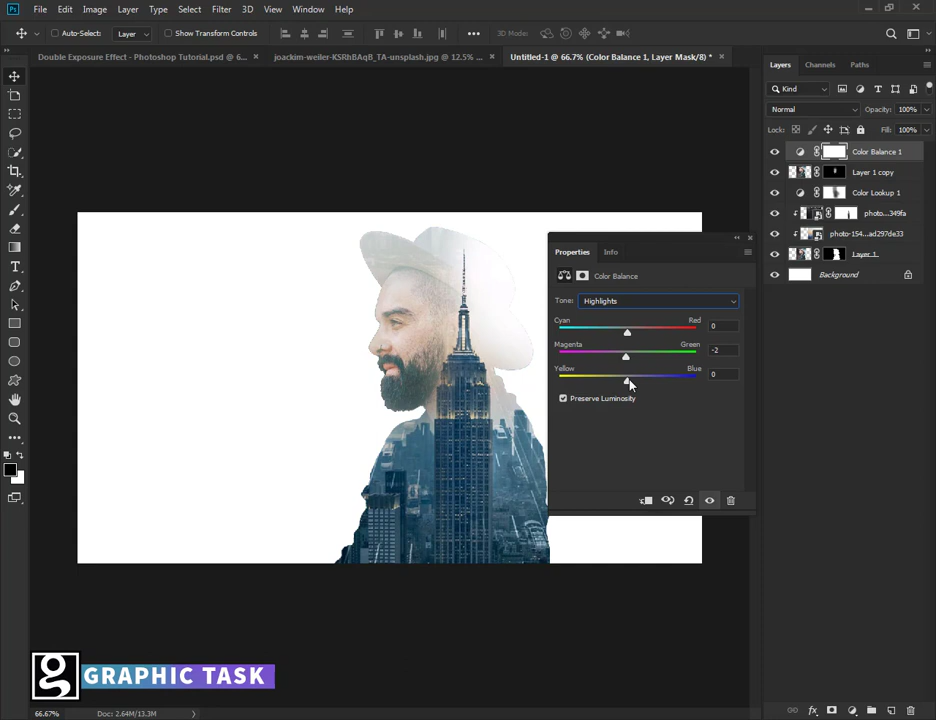 Ps File Edit Image Layer Type Select Filter 3D View Window Help
Auto-Select: Layer Show Transform Controls 3D Mode:
Double Exposure Effect - Photoshop Tutorial.psd @ 6... × joachim-weiler-KSRhBAqB_TA-unsplash.jpg @ 12.5% ... × Untitled-1 @ 66.7% (Color Balance 1, Layer Mask/8) * ×
Layers Channels Paths
Kind
Normal Opacity: 100%
Lock: Fill: 100%
Color Balance 1
Layer 1 copy
Color Lookup 1
photo...349fa
photo-154...ad297de33
Layer 1
Background
Properties Info
Color Balance
Tone: Highlights
Cyan Red 0
Magenta Green -2
Yellow Blue 0
Preserve Luminosity
g GRAPHIC TASK
66.67% Doc: 2.64M/13.3M